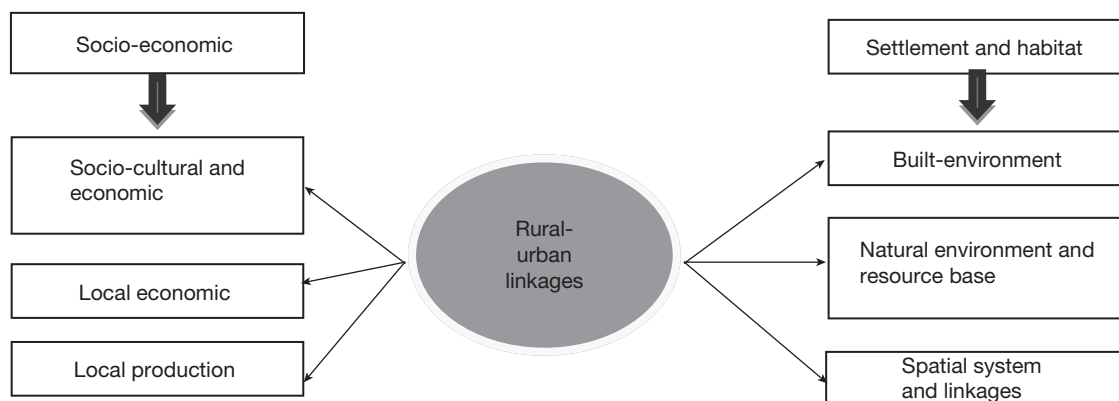 Socio-economic
Socio-cultural and
economic
Local economic
Local production
Rural-
urban
linkages
Settlement and habitat
Built-environment
Natural environment and
resource base
Spatial system
and linkages